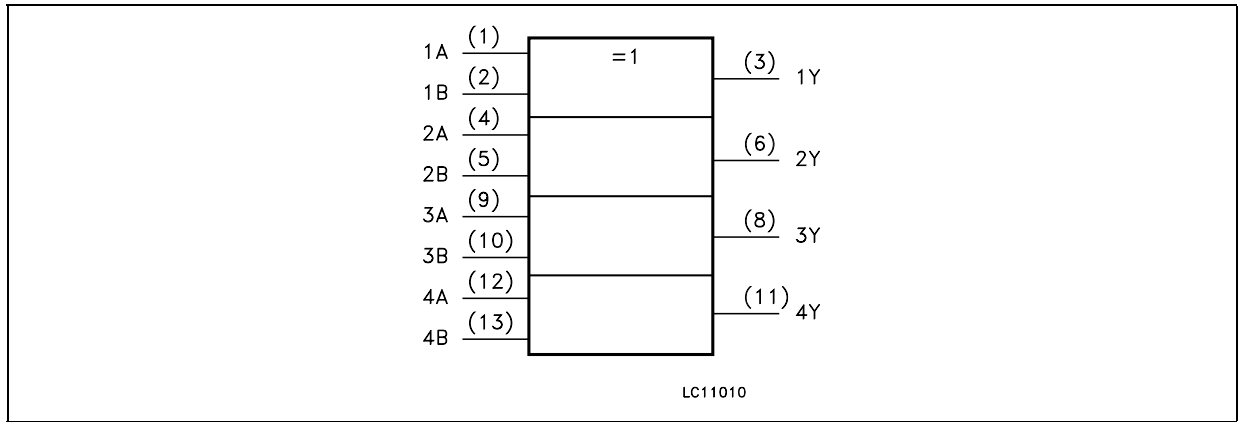 1A (1) =1 (3) 1Y
1B (2)
2A (4) (6) 2Y
2B (5)
3A (9) (8) 3Y
3B (10)
4A (12) (11) 4Y
4B (13)
LC11010